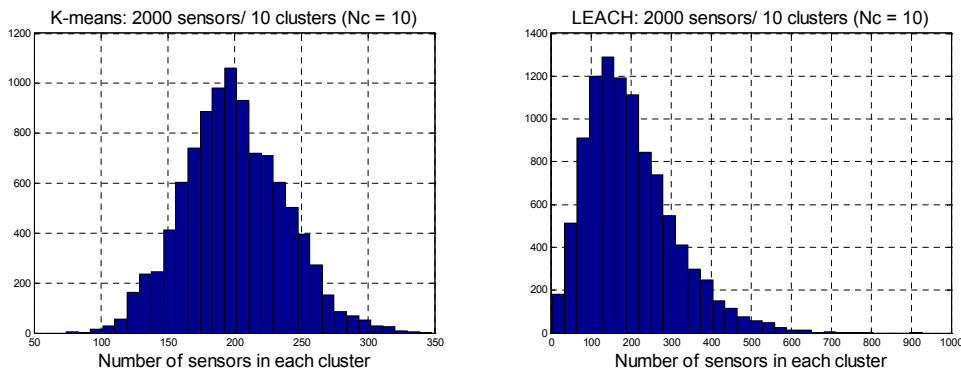 K-means: 2000 sensors/ 10 clusters (Nc = 10)
1200
1000
800
600
400
200
0
50 100 150 200 250 300 350
Number of sensors in each cluster
LEACH: 2000 sensors/ 10 clusters (Nc = 10)
1400
1200
1000
800
600
400
200
0
0 100 200 300 400 500 600 700 800 900 1000
Number of sensors in each cluster